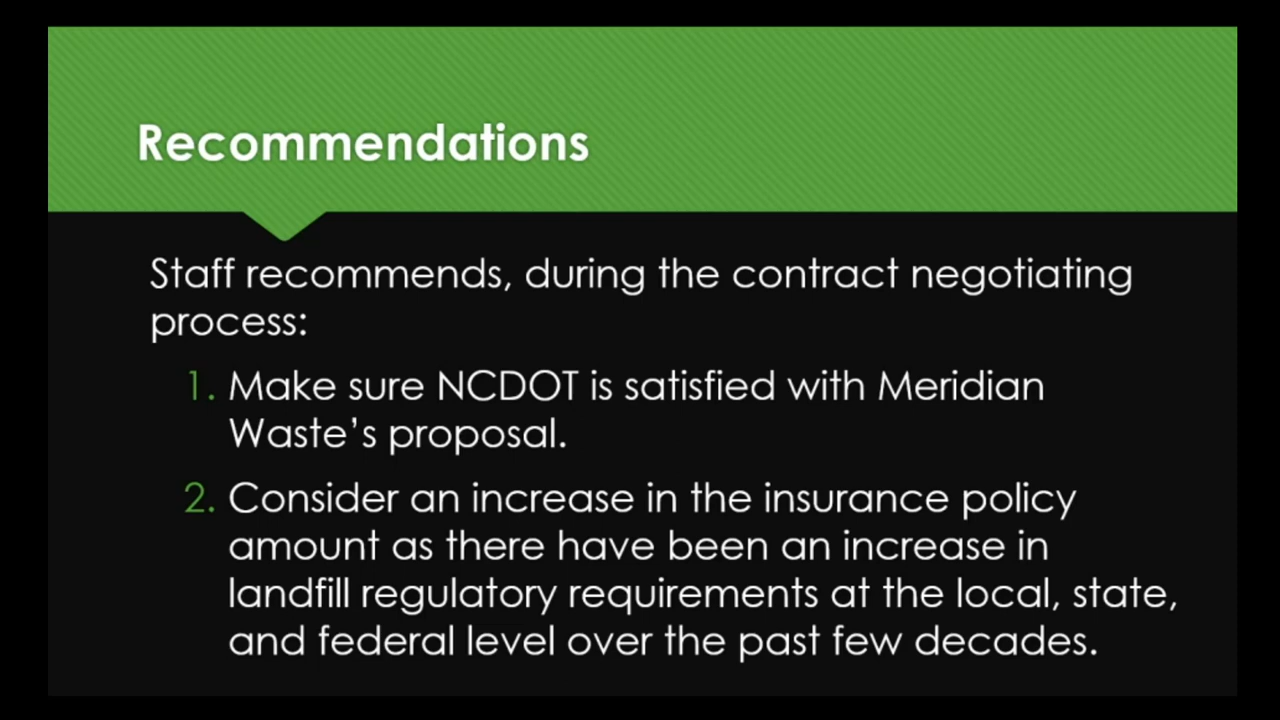 Recommendations
Staff recommends, during the contract negotiating
process:
1. Make sure NCDOT is satisfied with Meridian
Waste's proposal.
2. Consider an increase in the insurance policy
amount as there have been an increase in
landfill regulatory requirements at the local, state,
and federal level over the past few decades.